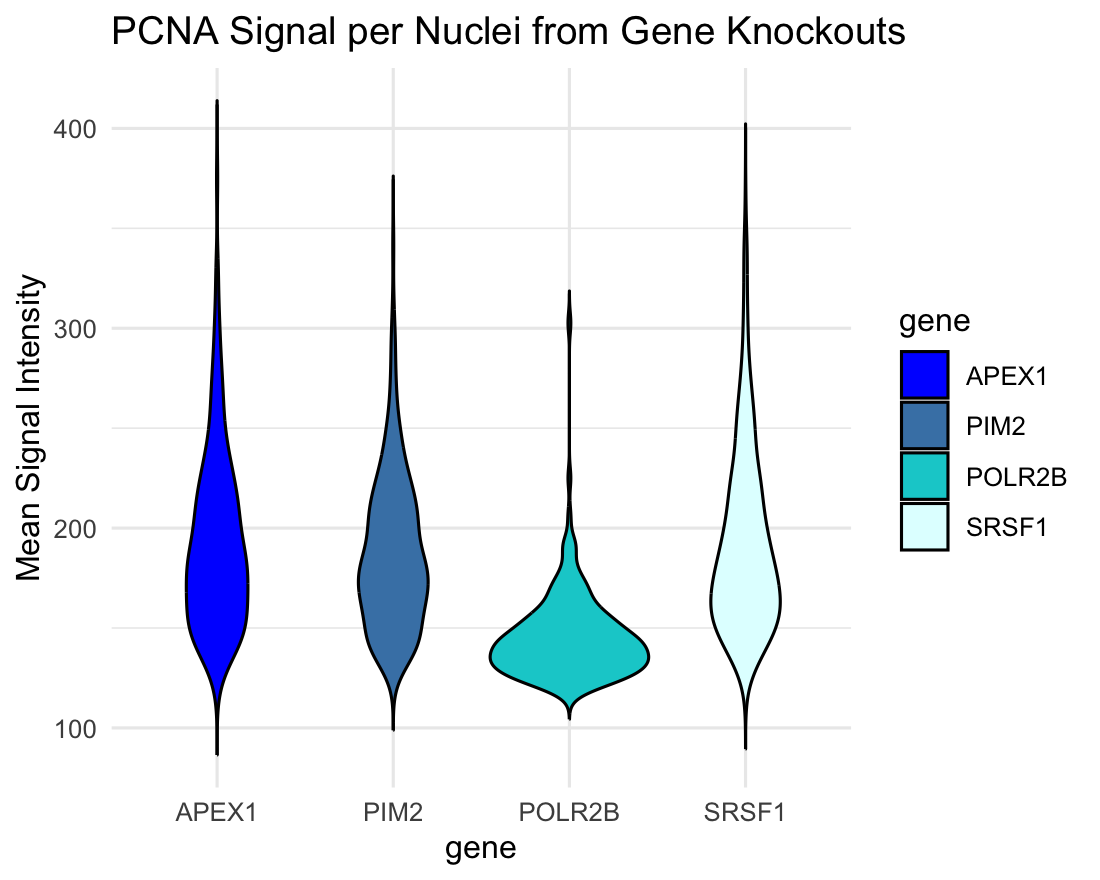 PCNA Signal per Nuclei from Gene Knockouts
Mean Signal Intensity
400
300
200
100
APEX1
PIM2
POLR2B
SRSF1
gene
gene
APEX1
PIM2
POLR2B
SRSF1